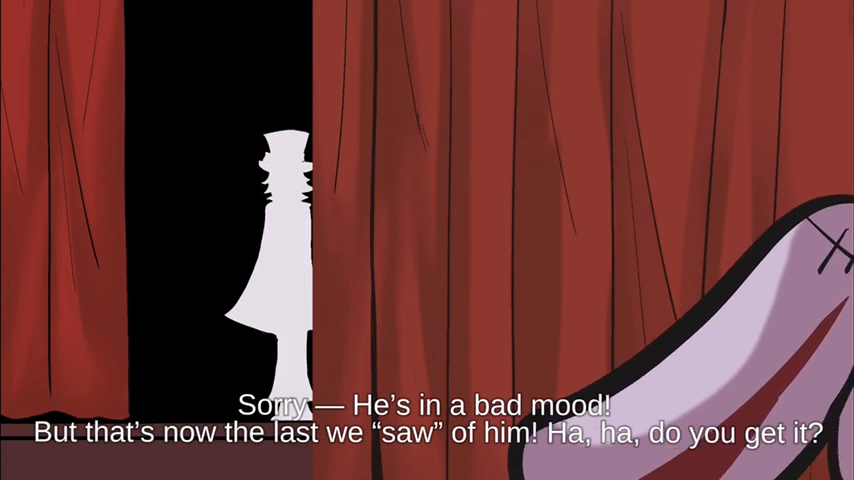 Sorry — He’s in a bad mood!
But that’s now the last we “saw” of him! Ha, ha, do you get it?